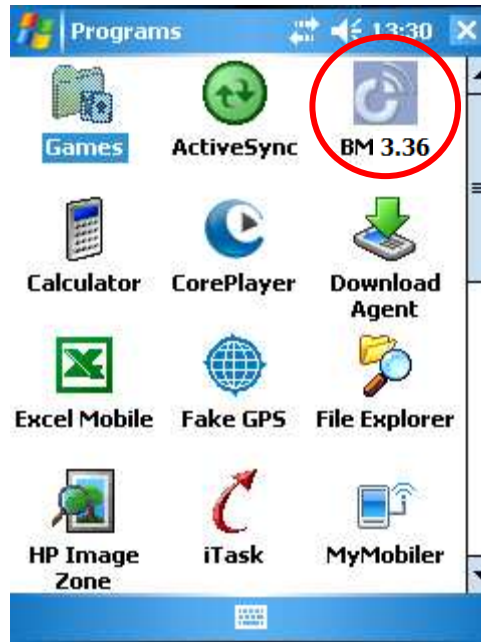 Programs 13:30
Games ActiveSync BM 3.36
Calculator CorePlayer Download
Agent
Excel Mobile Fake GPS File Explorer
HP Image iTask MyMobiler
Zone